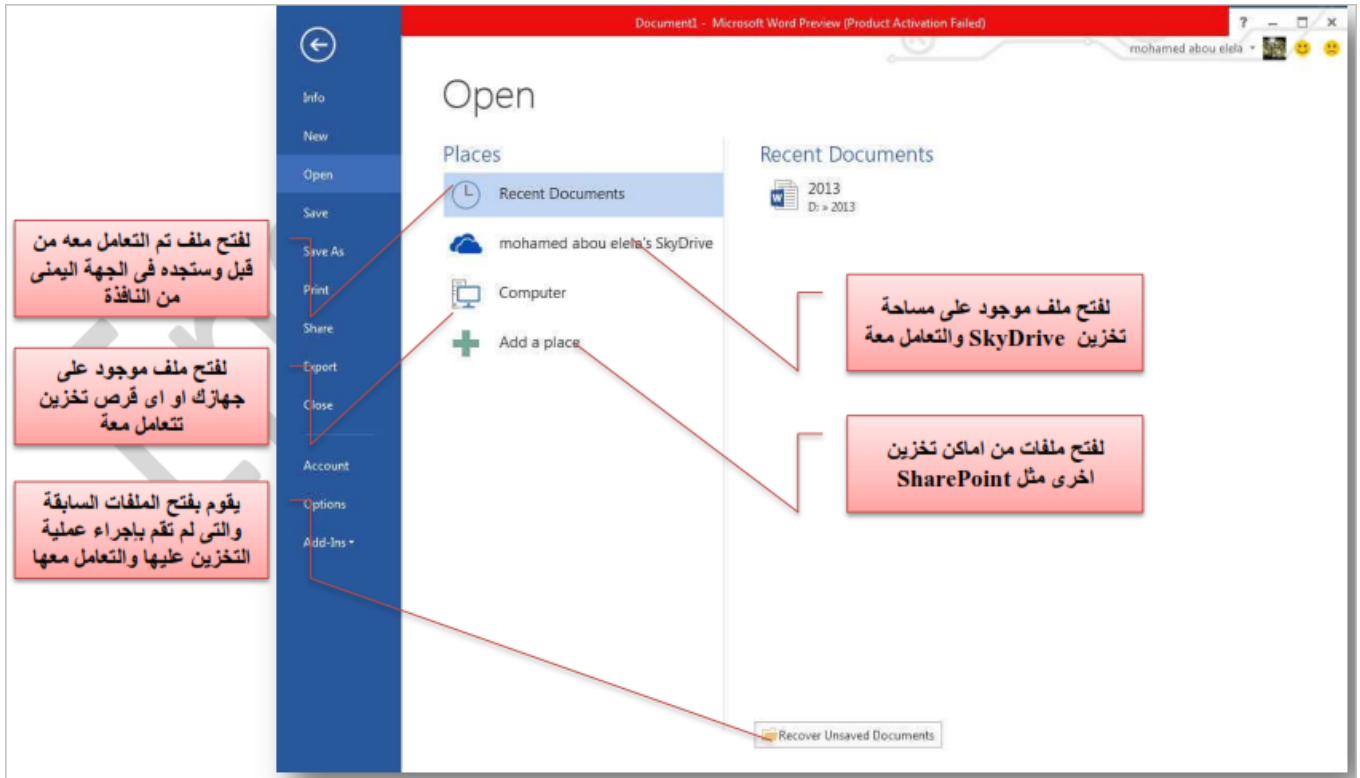 Document1 - Microsoft Word Preview (Product Activation Failed)
mohamed abou elela
Info
New
Open
Save
Save As
Print
Share
Export
Close
Account
Options
Add-Ins
Open
Places
Recent Documents
mohamed abou elela's SkyDrive
Computer
Add a place
Recent Documents
2013
D: » 2013
Recover Unsaved Documents
لفتح ملف تم التعامل معه من
قبل وستجده فى الجهة اليمنى
من النافذة
لفتح ملف موجود على
جهازك او اى قرص تخزين
تتعامل معة
يقوم بفتح الملفات السابقة
والتى لم تقم بإجراء عملية
التخزين عليها والتعامل معها
لفتح ملف موجود على مساحة
تخزين SkyDrive والتعامل معة
لفتح ملفات من اماكن تخزين
اخرى مثل SharePoint